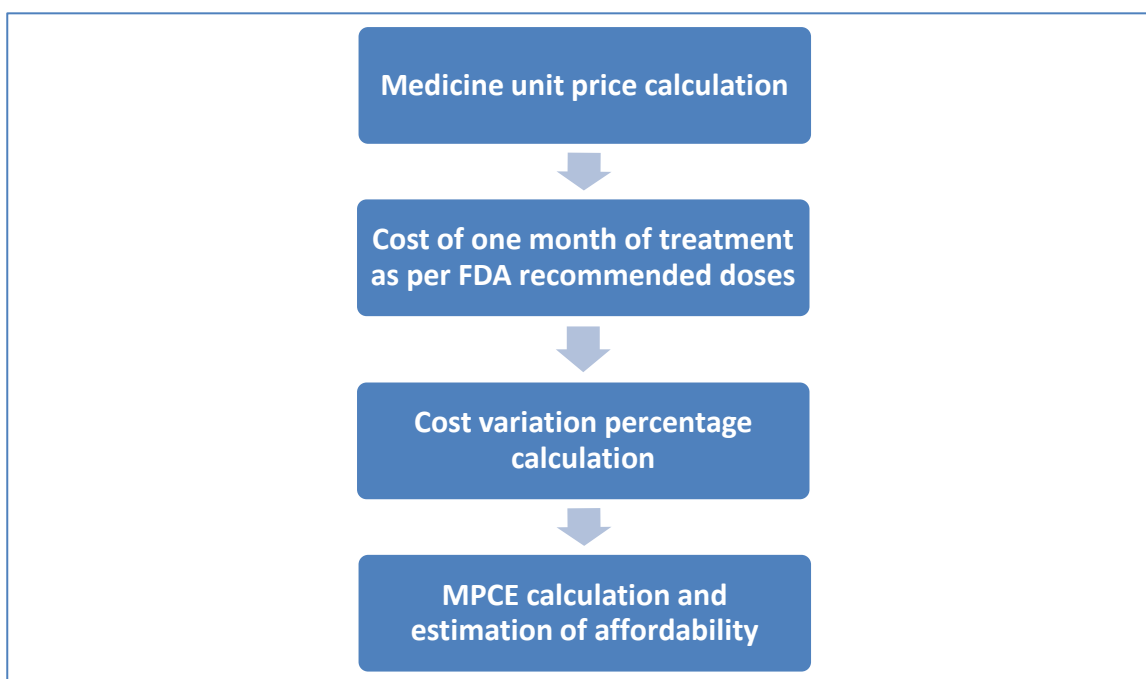 Medicine unit price calculation
Cost of one month of treatment
as per FDA recommended doses
Cost variation percentage
calculation
MPCE calculation and
estimation of affordability